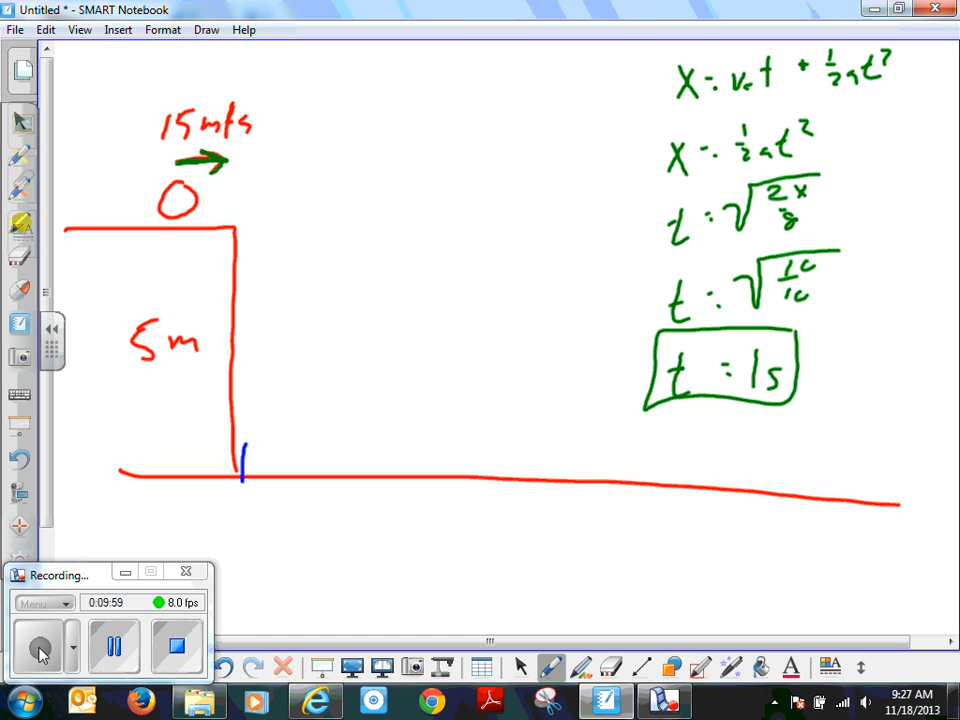 Untitled * - SMART Notebook
File Edit View Insert Format Draw Help
x = v₀t + ½at²
15 m/s
x = ½at²
t = √2x/g
t = √10/10
5 m
t = 1s
Recording...
Menu
0:09:59 8.0 fps
9:27 AM
11/18/2013